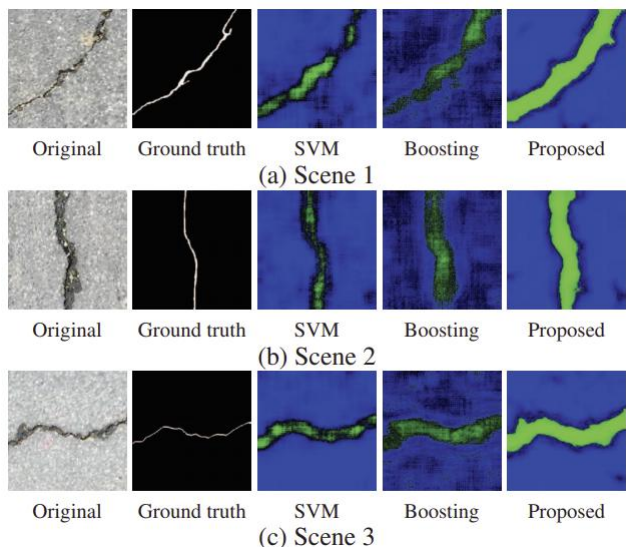 Original Ground truth SVM Boosting Proposed
(a) Scene 1
Original Ground truth SVM Boosting Proposed
(b) Scene 2
Original Ground truth SVM Boosting Proposed
(c) Scene 3